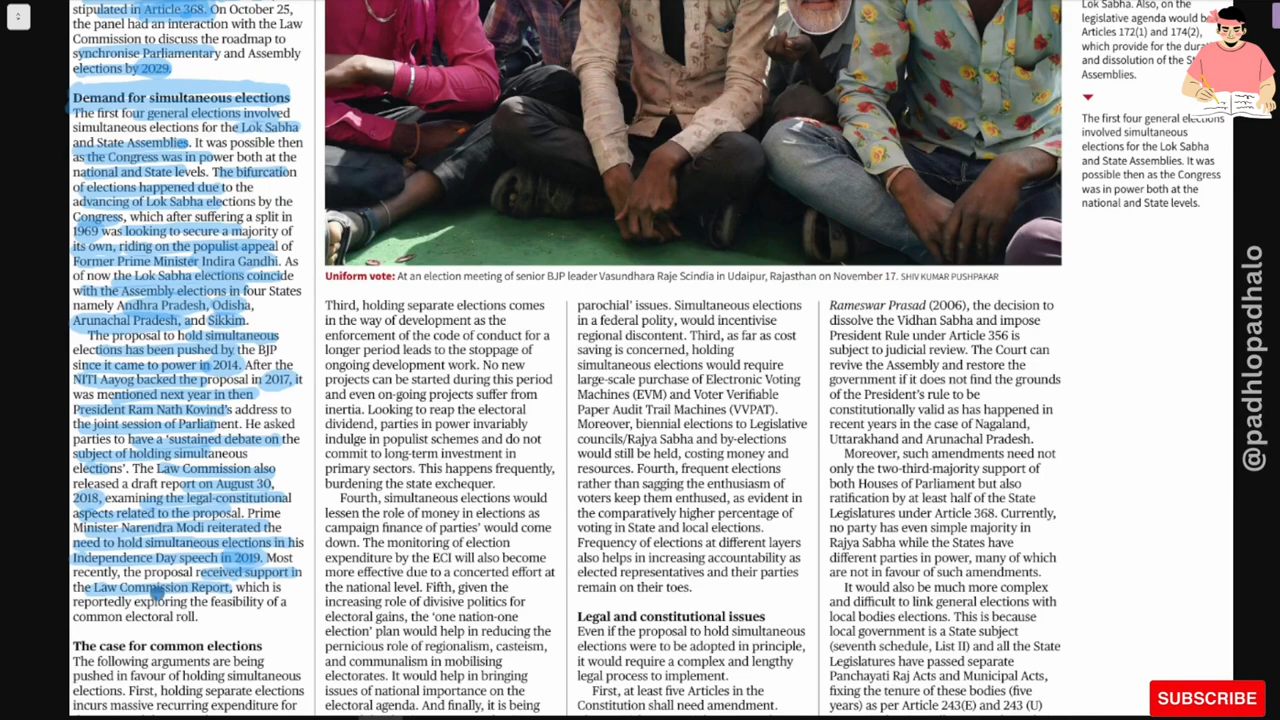 stipulated in Article 368. On October 25,
the panel had an interaction with the Law
Commission to discuss the roadmap to
synchronise Parliamentary and Assembly
elections by 2029.
Demand for simultaneous elections
The first four general elections involved
simultaneous elections for the Lok Sabha
and State Assemblies. It was possible then
as the Congress was in power both at the
national and State levels. The bifurcation
of elections happened due to the
advancing of Lok Sabha elections by the
Congress, which after suffering a split in
1969 was looking to secure a majority of
its own, riding on the populist appeal of
Former Prime Minister Indira Gandhi. As
of now the Lok Sabha elections coincide
with the Assembly elections in four States
namely Andhra Pradesh, Odisha,
Arunachal Pradesh, and Sikkim.
The proposal to hold simultaneous
elections has been pushed by the BJP
since it came to power in 2014. After the
NITI Aayog backed the proposal in 2017, it
was mentioned next year in then
President Ram Nath Kovind's address to
the joint session of Parliament. He asked
parties to have a 'sustained debate on the
subject of holding simultaneous
elections'. The Law Commission also
released a draft report on August 30,
2018, examining the legal-constitutional
aspects related to the proposal. Prime
Minister Narendra Modi reiterated the
need to hold simultaneous elections in his
Independence Day speech in 2019. Most
recently, the proposal received support in
the Law Commission Report, which is
reportedly exploring the feasibility of a
common electoral roll.
The case for common elections
The following arguments are being
pushed in favour of holding simultaneous
elections. First, holding separate elections
incurs massive recurring expenditure for
Uniform vote: At an election meeting of senior BJP leader Vasundhara Raje Scindia in Udaipur, Rajasthan on November 17. SHIV KUMAR PUSHPAKAR
Third, holding separate elections comes
in the way of development as the
enforcement of the code of conduct for a
longer period leads to the stoppage of
ongoing development work. No new
projects can be started during this period
and even on-going projects suffer from
inertia. Looking to reap the electoral
dividend, parties in power invariably
indulge in populist schemes and do not
commit to long-term investment in
primary sectors. This happens frequently,
burdening the state exchequer.
Fourth, simultaneous elections would
lessen the role of money in elections as
campaign finance of parties' would come
down. The monitoring of election
expenditure by the ECI will also become
more effective due to a concerted effort at
the national level. Fifth, given the
increasing role of divisive politics for
electoral gains, the 'one nation-one
election' plan would help in reducing the
pernicious role of regionalism, casteism,
and communalism in mobilising
electorates. It would help in bringing
issues of national importance on the
electoral agenda. And finally, it is being
parochial' issues. Simultaneous elections
in a federal polity, would incentivise
regional discontent. Third, as far as cost
saving is concerned, holding
simultaneous elections would require
large-scale purchase of Electronic Voting
Machines (EVM) and Voter Verifiable
Paper Audit Trail Machines (VVPAT).
Moreover, biennial elections to Legislative
councils/Rajya Sabha and by-elections
would still be held, costing money and
resources. Fourth, frequent elections
rather than sagging the enthusiasm of
voters keep them enthused, as evident in
the comparatively higher percentage of
voting in State and local elections.
Frequency of elections at different layers
also helps in increasing accountability as
elected representatives and their parties
remain on their toes.
Legal and constitutional issues
Even if the proposal to hold simultaneous
elections were to be adopted in principle,
it would require a complex and lengthy
legal process to implement.
First, at least five Articles in the
Constitution shall need amendment.
Rameswar Prasad (2006), the decision to
dissolve the Vidhan Sabha and impose
President Rule under Article 356 is
subject to judicial review. The Court can
revive the Assembly and restore the
government if it does not find the grounds
of the President's rule to be
constitutionally valid as has happened in
recent years in the case of Nagaland,
Uttarakhand and Arunachal Pradesh.
Moreover, such amendments need not
only the two-third-majority support of
both Houses of Parliament but also
ratification by at least half of the State
Legislatures under Article 368. Currently,
no party has even simple majority in
Rajya Sabha while the States have
different parties in power, many of which
are not in favour of such amendments.
It would also be much more complex
and difficult to link general elections with
local bodies elections. This is because
local government is a State subject
(seventh schedule, List II) and all the State
Legislatures have passed separate
Panchayati Raj Acts and Municipal Acts,
fixing the tenure of these bodies (five
years) as per Article 243(E) and 243 (U)
Lok Sabha. Also, on the
legislative agenda would
Articles 172(1) and 174(2),
which provide for the
and dissolution of the
Assemblies.
The first four general elections
involved simultaneous
elections for the Lok Sabha
and State Assemblies. It was
possible then as the Congress
was in power both at the
national and State levels.
@padhlopadhalo
SUBSCRIBE